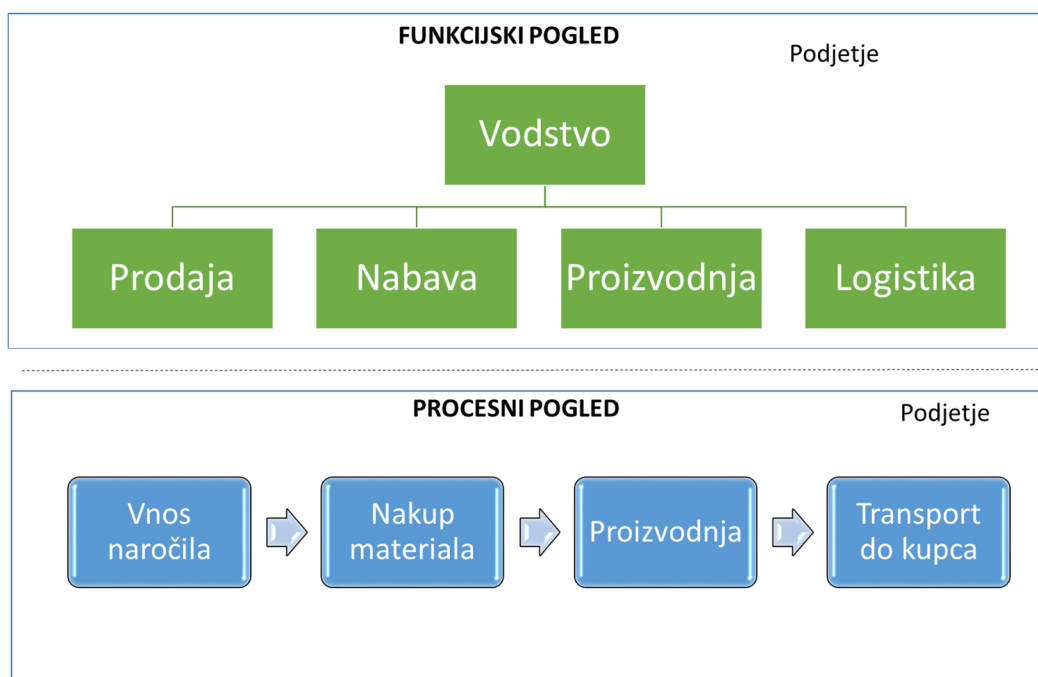 FUNKCIJSKI POGLED
Podjetje
Vodstvo
Prodaja
Nabava
Proizvodnja
Logistika
PROCESNI POGLED
Podjetje
Vnos
naročila
Nakup
materiala
Proizvodnja
Transport
do kupca